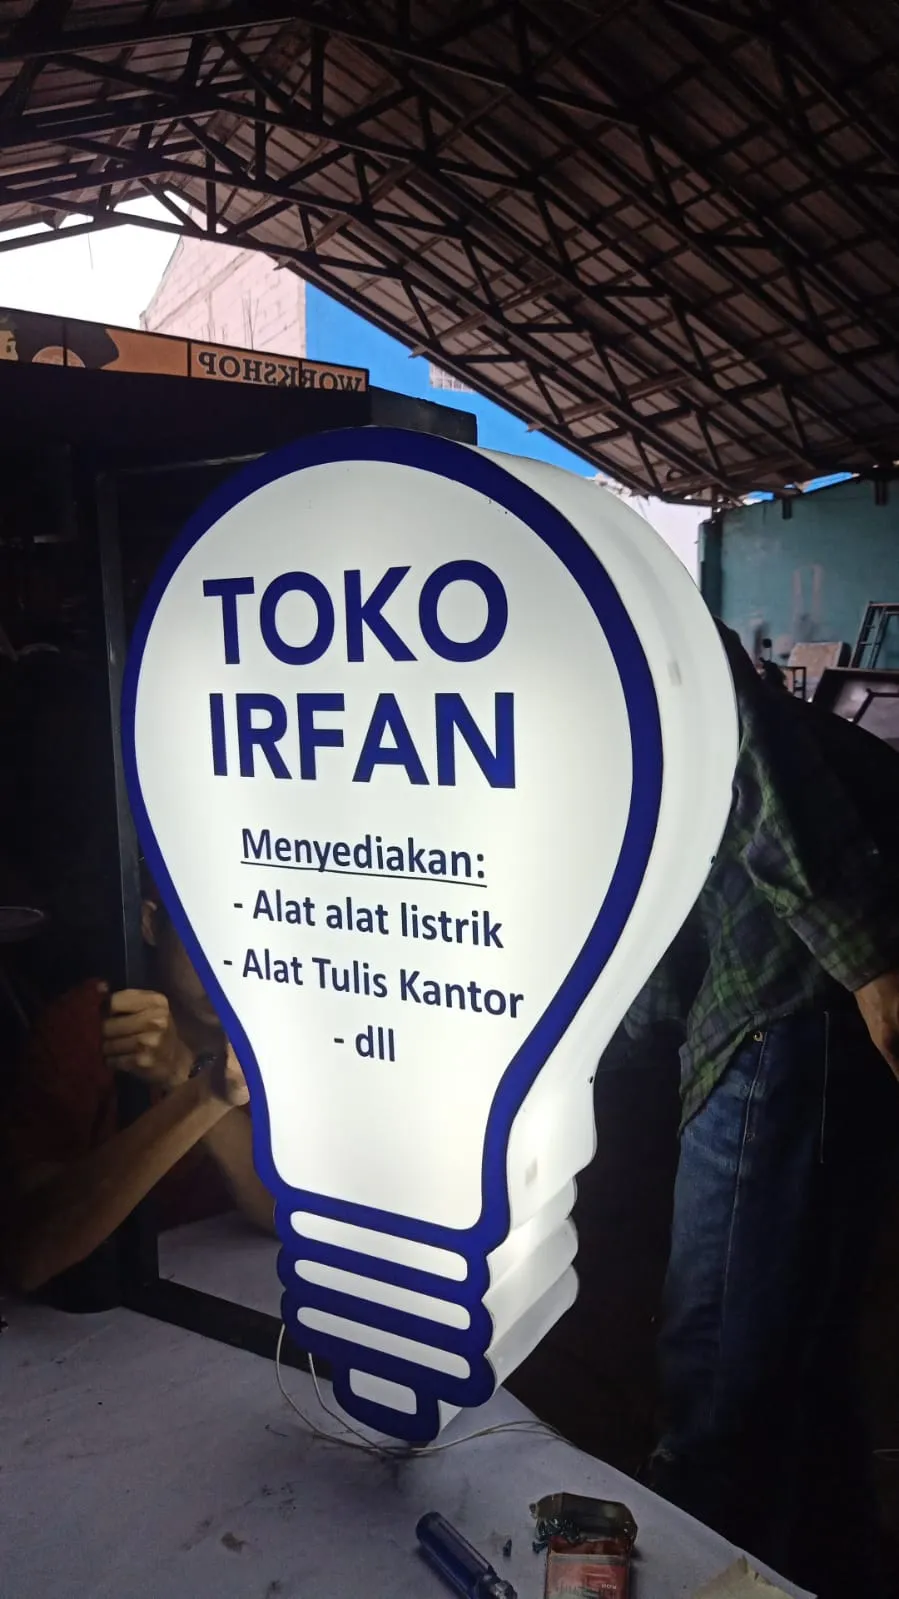 WORKSHOP
TOKO
IRFAN
Menyediakan:
- Alat alat listrik
- Alat Tulis Kantor
- dll